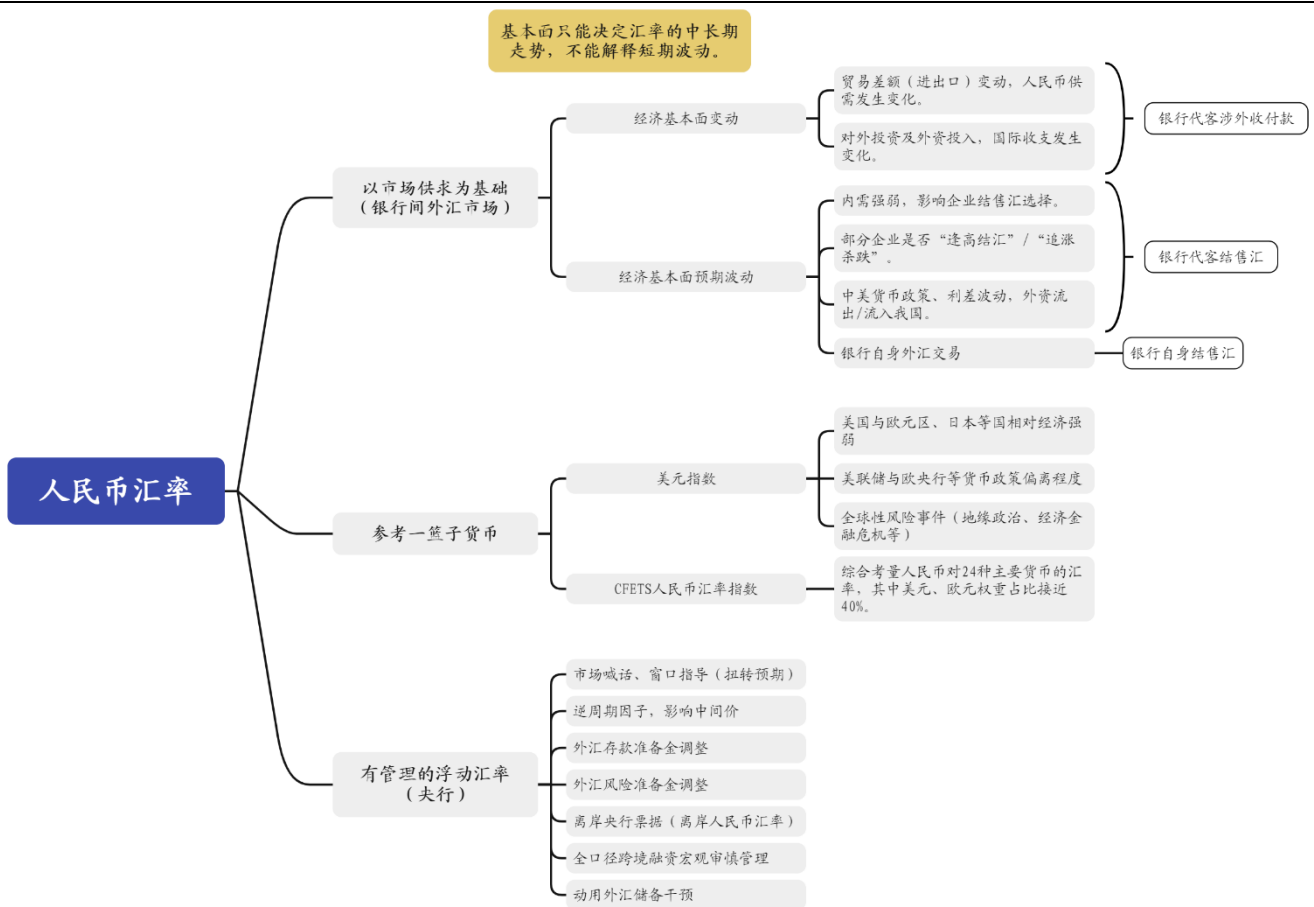 基本面只能决定汇率的中长期
走势，不能解释短期波动。
人民币汇率
以市场供求为基础
（银行间外汇市场）
经济基本面变动
贸易差额（进出口）变动，人民币供
需发生变化。
对外投资及外资投入，国际收支发生
变化。
银行代客涉外收付款
经济基本面预期波动
内需强弱，影响企业结售汇选择。
部分企业是否“逢高结汇”/“追涨
杀跌”。
中美货币政策、利差波动，外资流
出/流入我国。
银行代客结售汇
银行自身外汇交易
银行自身结售汇
参考一篮子货币
美元指数
美国与欧元区、日本等国相对经济强
弱
美联储与欧央行等货币政策偏离程度
全球性风险事件（地缘政治、经济金
融危机等）
CFETS人民币汇率指数
综合考量人民币对24种主要货币的汇
率，其中美元、欧元权重占比接近
40%。
有管理的浮动汇率
（央行）
市场喊话、窗口指导（扭转预期）
逆周期因子，影响中间价
外汇存款准备金调整
外汇风险准备金调整
离岸央行票据（离岸人民币汇率）
全口径跨境融资宏观审慎管理
动用外汇储备干预